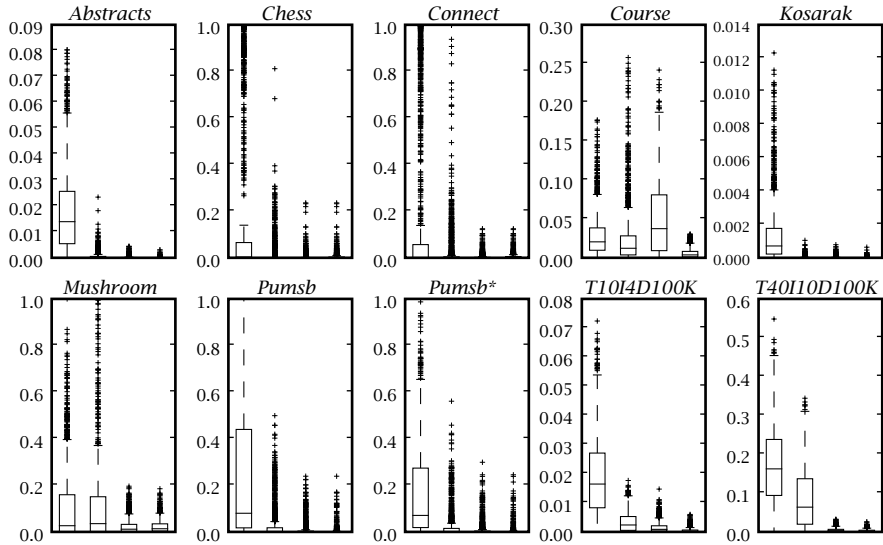 Abstracts Chess Connect Course Kosarak
0.09 1.0 1.0 0.30 0.014
0.08
0.07 0.8 0.8 0.25 0.012
0.06 0.20 0.010
0.05 0.6 0.6 0.008
0.04 0.15
0.4 0.4 0.006
0.03 0.10
0.02 0.2 0.2 0.004
0.01 0.05 0.002
0.00 0.0 0.0 0.00 0.000
Mushroom Pumsb Pumsb* T10I4D100K T40I10D100K
1.0 1.0 1.0 0.08 0.6
0.07
0.8 0.8 0.8 0.06 0.5
0.6 0.6 0.6 0.05 0.4
0.04 0.3
0.4 0.4 0.4 0.03
0.2
0.2 0.2 0.2 0.02
0.01 0.1
0.0 0.0 0.0 0.00 0.0